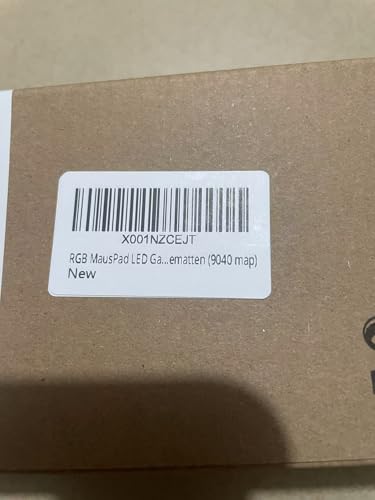 X001NZCEJT
RGB MausPad LED Ga...ematten (9040 map)
New